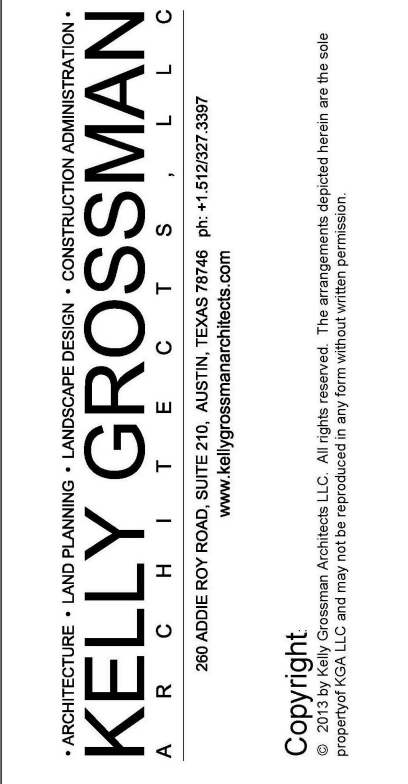 • ARCHITECTURE • LAND PLANNING • LANDSCAPE DESIGN • CONSTRUCTION ADMINISTRATION •
KELLY GROSSMAN
A R C H I T E C T S , L L C
260 ADDIE ROY ROAD, SUITE 210, AUSTIN, TEXAS 78746 ph: +1.512/327.3397
www.kellygrossmanarchitects.com
Copyright:
© 2013 by Kelly Grossman Architects LLC. All rights reserved. The arrangements depicted herein are the sole
propertyof KGA LLC and may not be reproduced in any form without written permission.